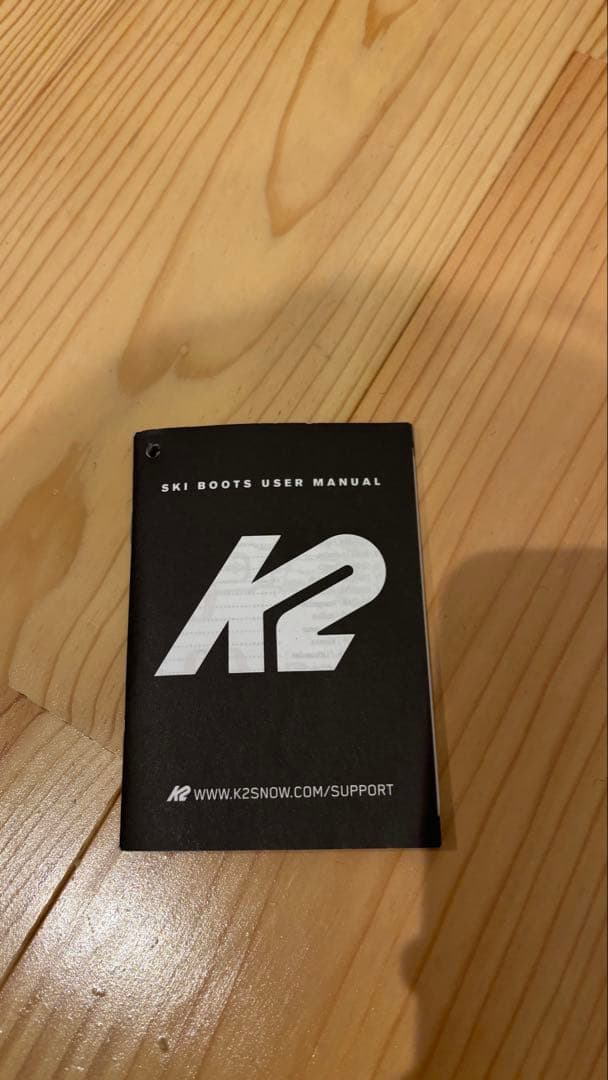 SKI BOOTS USER MANUAL
K2
K2 WWW.K2SNOW.COM/SUPPORT